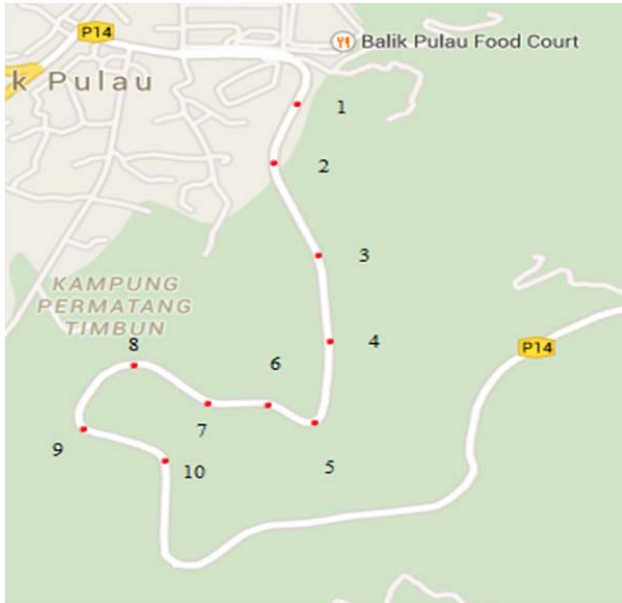 P14
Balik Pulau Food Court
k Pulau
1
2
3
KAMPUNG
PERMATANG
TIMBUN
4
8
P14
6
7
5
9
10